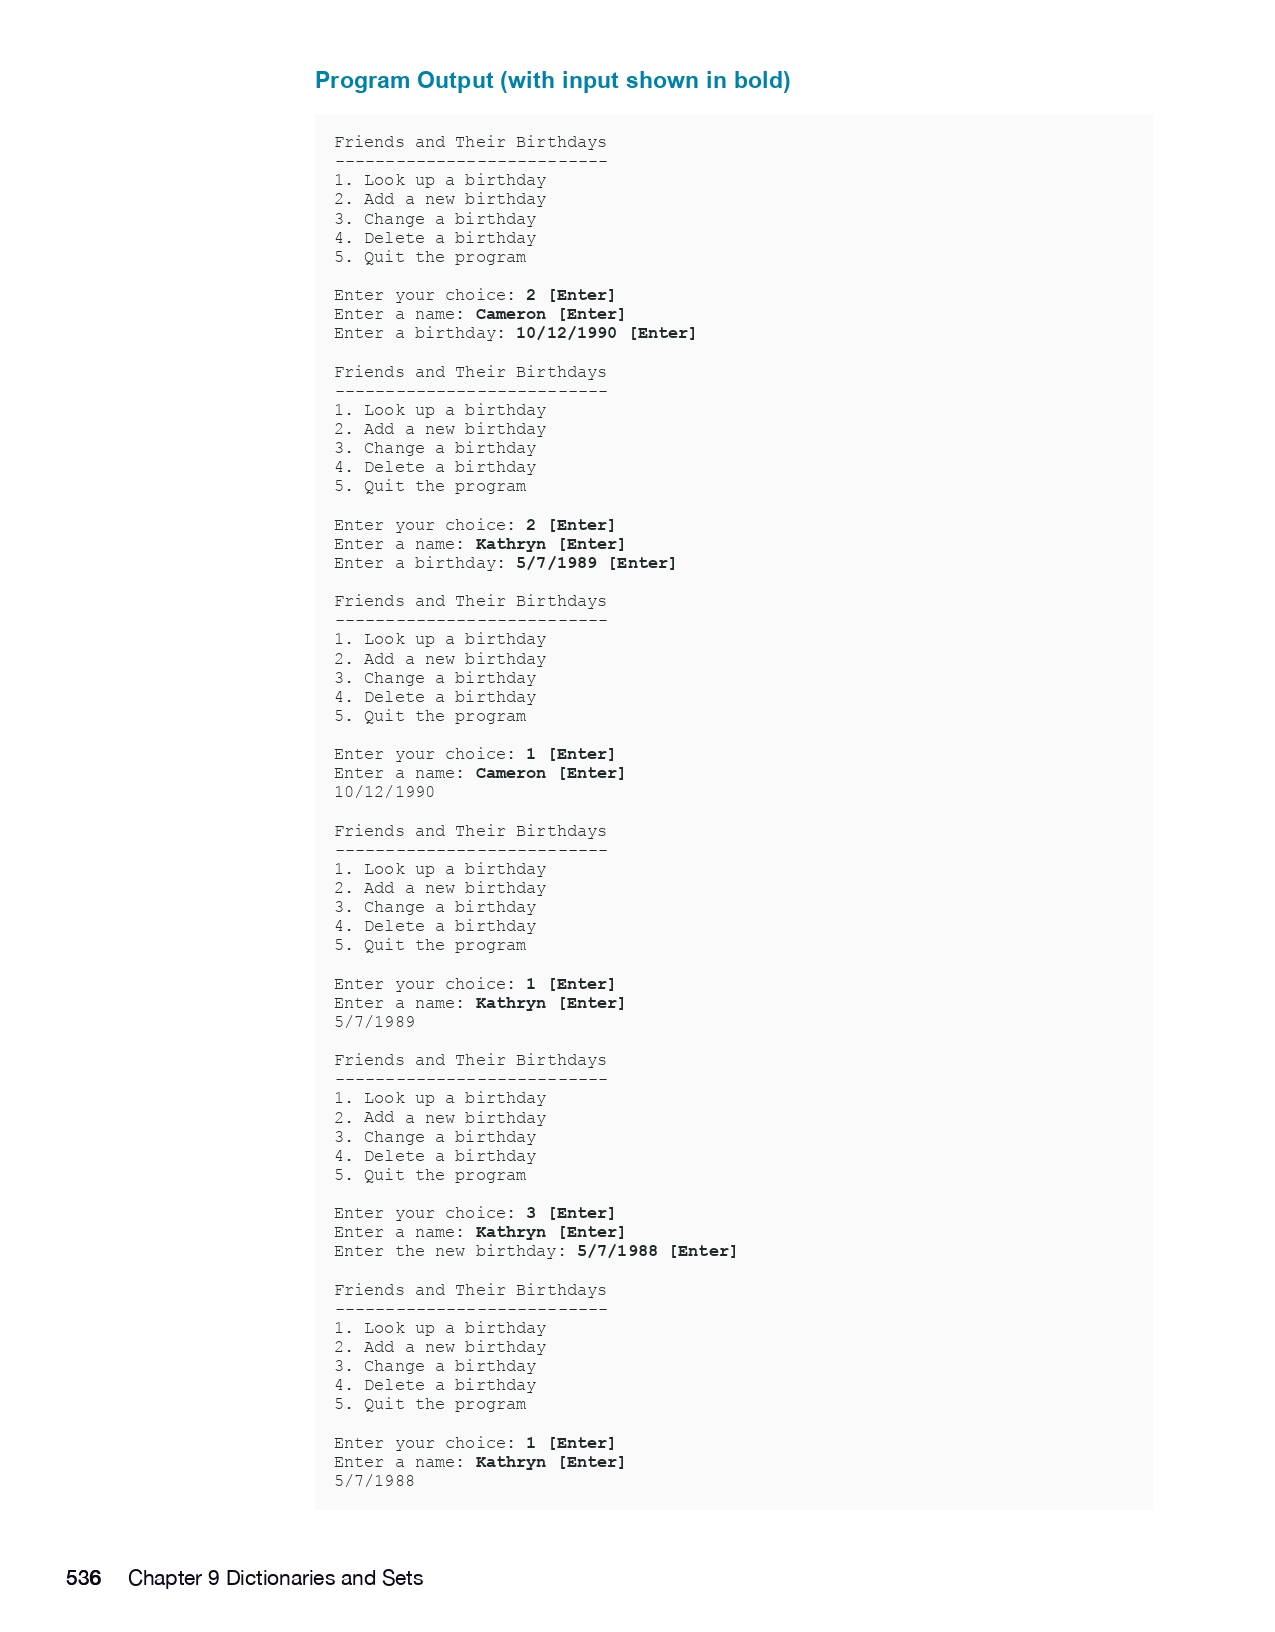 Program Output (with input shown in bold)
Friends and Their Birthdays
---------------------------
1. Look up a birthday
2. Add a new birthday
3. Change a birthday
4. Delete a birthday
5. Quit the program
Enter your choice: 2 [Enter]
Enter a name: Cameron [Enter]
Enter a birthday: 10/12/1990 [Enter]
Friends and Their Birthdays
---------------------------
1. Look up a birthday
2. Add a new birthday
3. Change a birthday
4. Delete a birthday
5. Quit the program
Enter your choice: 2 [Enter]
Enter a name: Kathryn [Enter]
Enter a birthday: 5/7/1989 [Enter]
Friends and Their Birthdays
---------------------------
1. Look up a birthday
2. Add a new birthday
3. Change a birthday
4. Delete a birthday
5. Quit the program
Enter your choice: 1 [Enter]
Enter a name: Cameron [Enter]
10/12/1990
Friends and Their Birthdays
---------------------------
1. Look up a birthday
2. Add a new birthday
3. Change a birthday
4. Delete a birthday
5. Quit the program
Enter your choice: 1 [Enter]
Enter a name: Kathryn [Enter]
5/7/1989
Friends and Their Birthdays
---------------------------
1. Look up a birthday
2. Add a new birthday
3. Change a birthday
4. Delete a birthday
5. Quit the program
Enter your choice: 3 [Enter]
Enter a name: Kathryn [Enter]
Enter the new birthday: 5/7/1988 [Enter]
Friends and Their Birthdays
---------------------------
1. Look up a birthday
2. Add a new birthday
3. Change a birthday
4. Delete a birthday
5. Quit the program
Enter your choice: 1 [Enter]
Enter a name: Kathryn [Enter]
5/7/1988
536 Chapter 9 Dictionaries and Sets